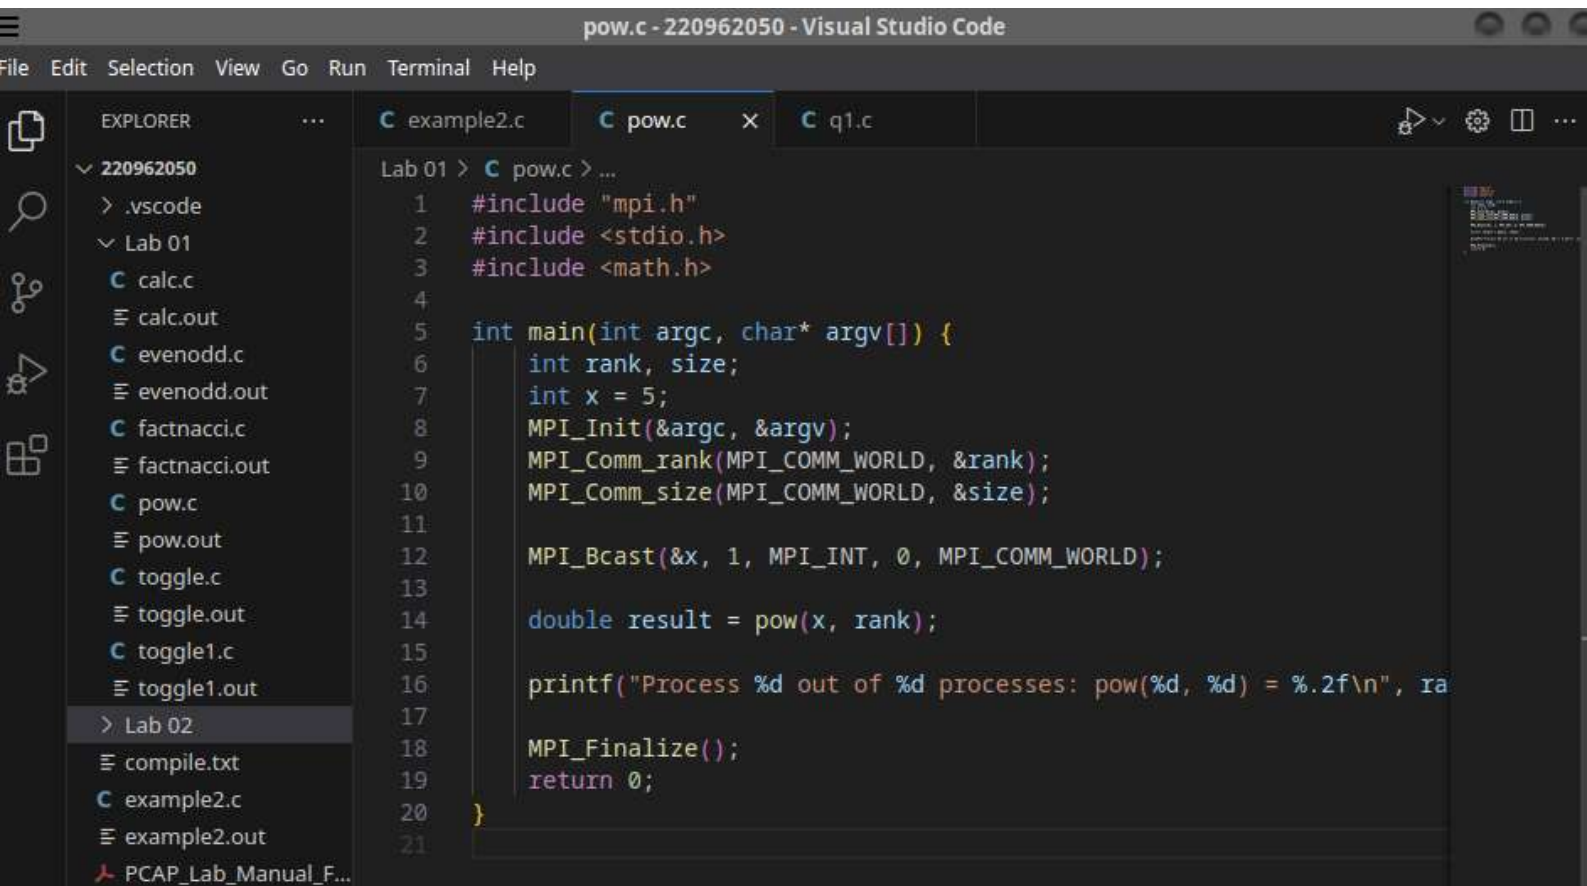 pow.c - 220962050 - Visual Studio Code
File Edit Selection View Go Run Terminal Help
EXPLORER ...
220962050
.vscode
Lab 01
C calc.c
calc.out
C evenodd.c
evenodd.out
C factnacci.c
factnacci.out
C pow.c
pow.out
C toggle.c
toggle.out
C toggle1.c
toggle1.out
Lab 02
compile.txt
C example2.c
example2.out
PCAP_Lab_Manual_F...
C example2.c C pow.c × C q1.c
Lab 01 > C pow.c > ...
1 #include "mpi.h"
2 #include <stdio.h>
3 #include <math.h>
4
5 int main(int argc, char* argv[]) {
6 int rank, size;
7 int x = 5;
8 MPI_Init(&argc, &argv);
9 MPI_Comm_rank(MPI_COMM_WORLD, &rank);
10 MPI_Comm_size(MPI_COMM_WORLD, &size);
11
12 MPI_Bcast(&x, 1, MPI_INT, 0, MPI_COMM_WORLD);
13
14 double result = pow(x, rank);
15
16 printf("Process %d out of %d processes: pow(%d, %d) = %.2f\n", ra
17
18 MPI_Finalize();
19 return 0;
20 }
21